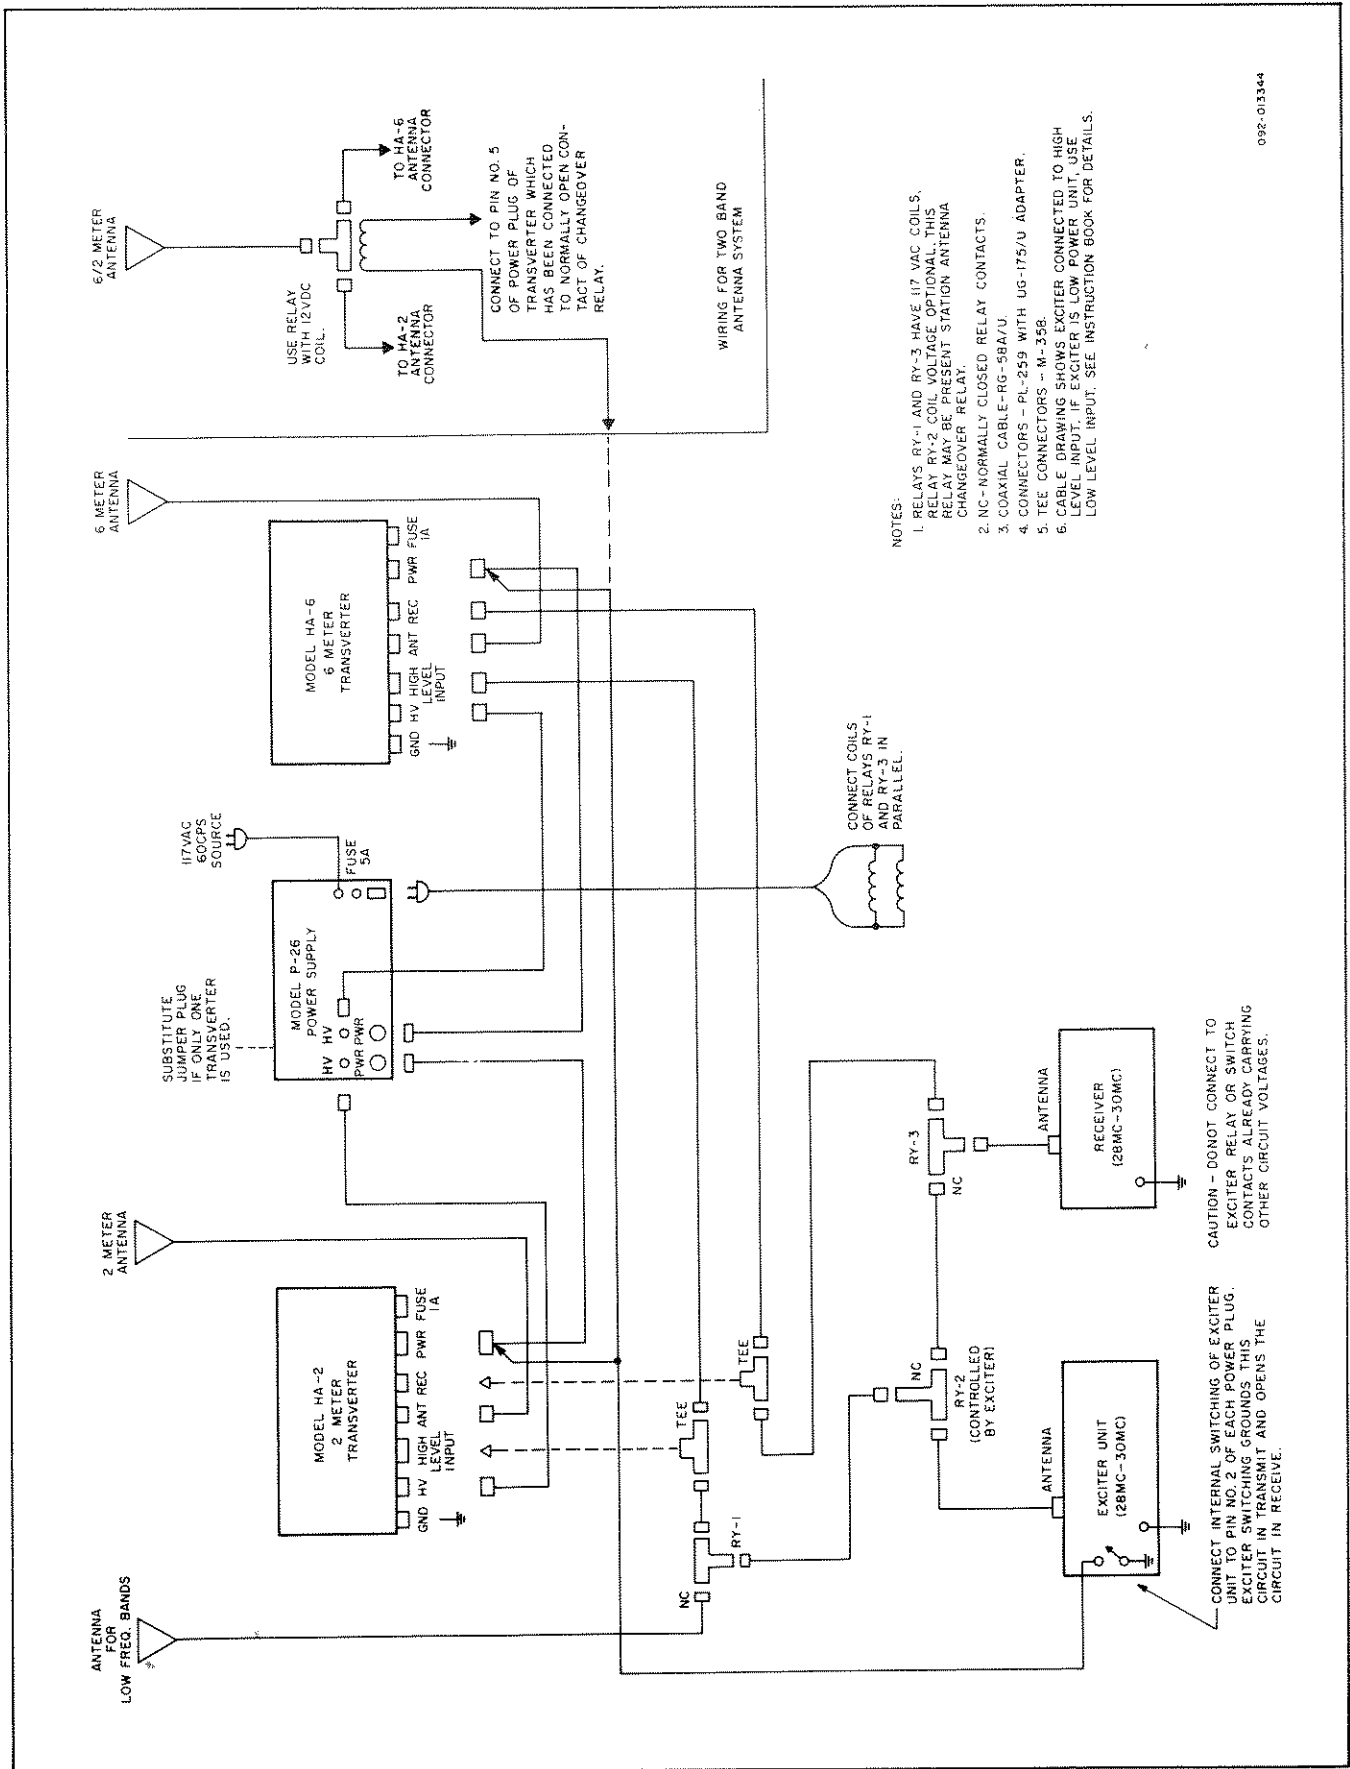 ANTENNA
FOR
LOW FREQ. BANDS
2 METER
ANTENNA
SUBSTITUTE
JUMPER PLUG
IF ONLY ONE
TRANSVERTER
IS USED.
117VAC
60CPS
SOURCE
6 METER
ANTENNA
6/2 METER
ANTENNA
MODEL HA-2
2 METER
TRANSVERTER
GND
HV
HIGH
LEVEL
INPUT
ANT
REC
PWR
FUSE
1A
MODEL P-26
POWER SUPPLY
HV
HV
PWR
PWR
FUSE
5A
MODEL HA-6
6 METER
TRANSVERTER
GND
HV
HIGH
LEVEL
INPUT
ANT
REC
PWR
FUSE
1A
USE RELAY
WITH 12VDC
COIL.
TO HA-2
ANTENNA
CONNECTOR
TO HA-6
ANTENNA
CONNECTOR
CONNECT TO PIN NO. 5
OF POWER PLUG OF
TRANSVERTER WHICH
HAS BEEN CONNECTED
TO NORMALLY OPEN CON-
TACT OF CHANGEOVER
RELAY.
WIRING FOR TWO BAND
ANTENNA SYSTEM
NC
RY-1
TEE
TEE
CONNECT COILS
OF RELAYS RY-1
AND RY-3 IN
PARALLEL.
NC
RY-2
(CONTROLLED
BY EXCITER)
RY-3
NC
ANTENNA
EXCITER UNIT
(28MC-30MC)
ANTENNA
RECEIVER
(28MC-30MC)
CONNECT INTERNAL SWITCHING OF EXCITER
UNIT TO PIN NO. 2 OF EACH POWER PLUG.
EXCITER SWITCHING GROUNDS THIS
CIRCUIT IN TRANSMIT AND OPENS THE
CIRCUIT IN RECEIVE.
CAUTION - DO NOT CONNECT TO
EXCITER RELAY OR SWITCH
CONTACTS ALREADY CARRYING
OTHER CIRCUIT VOLTAGES.
NOTES:
1. RELAYS RY-1 AND RY-3 HAVE 117 VAC COILS.
RELAY RY-2 COIL VOLTAGE OPTIONAL. THIS
RELAY MAY BE PRESENT STATION ANTENNA
CHANGEOVER RELAY.
2. NC-NORMALLY CLOSED RELAY CONTACTS.
3. COAXIAL CABLE-RG-58A/U.
4. CONNECTORS - PL-259 WITH UG-175/U ADAPTER.
5. TEE CONNECTORS - M-358.
6. CABLE DRAWING SHOWS EXCITER CONNECTED TO HIGH
LEVEL INPUT. IF EXCITER IS LOW POWER UNIT, USE
LOW LEVEL INPUT. SEE INSTRUCTION BOOK FOR DETAILS.
092-013344